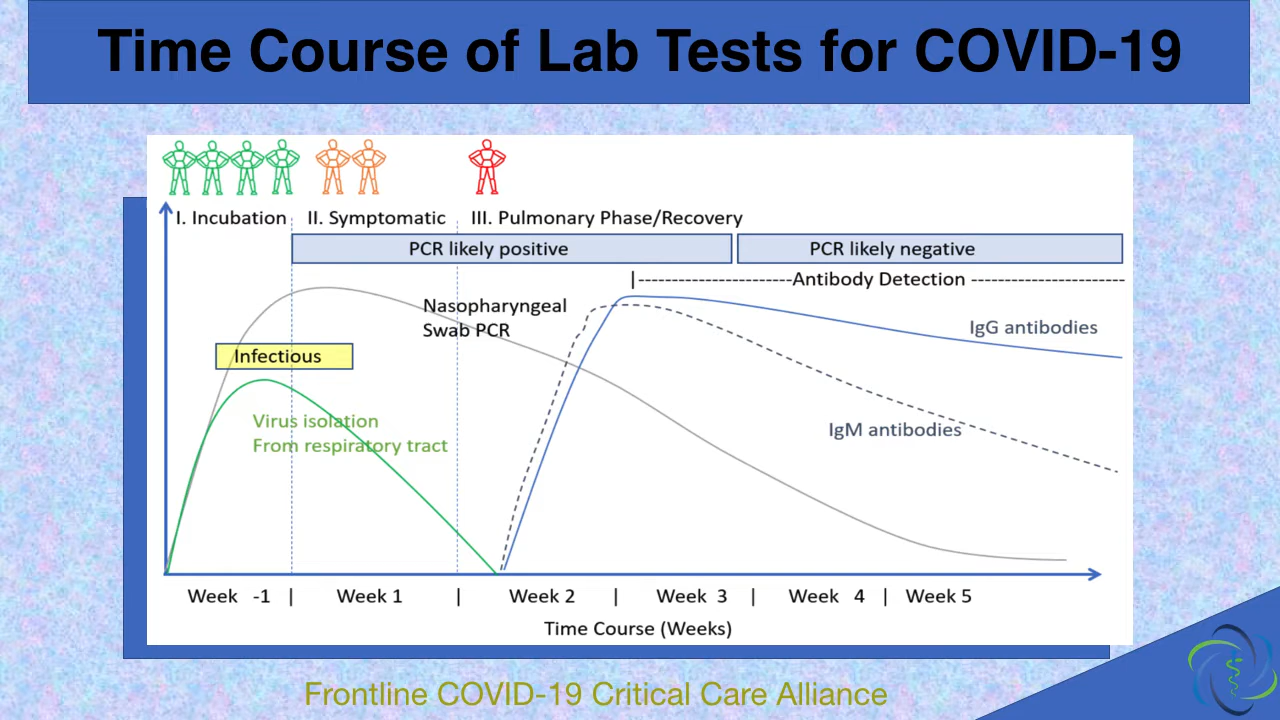 Time Course of Lab Tests for COVID-19
I. Incubation II. Symptomatic III. Pulmonary Phase/Recovery
PCR likely positive PCR likely negative
|--------------------Antibody Detection --------------------
Nasopharyngeal
Swab PCR
IgG antibodies
Infectious
Virus isolation
From respiratory tract
IgM antibodies
Week -1 | Week 1 | Week 2 | Week 3 | Week 4 | Week 5
Time Course (Weeks)
Frontline COVID-19 Critical Care Alliance